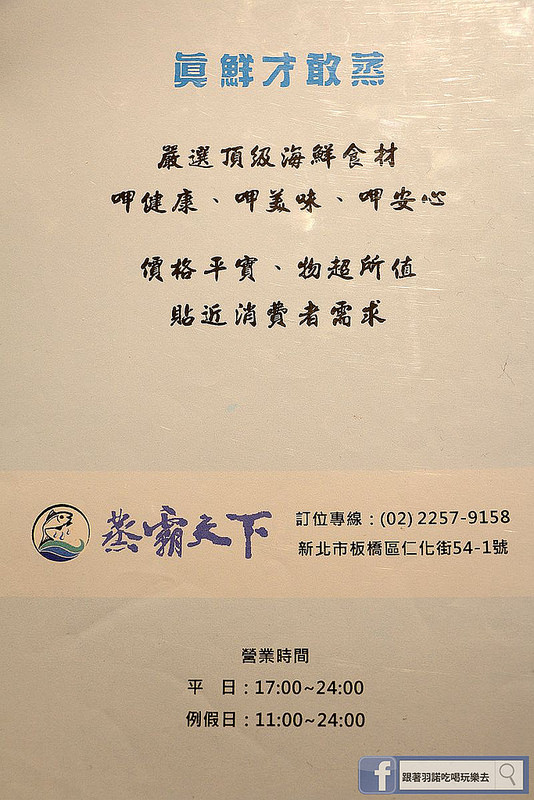 眞鮮才敢蒸
嚴選頂級海鮮食材
呷健康、呷美味、呷安心
價格平實、物超所值
貼近消費者需求
蒸霸天下
訂位專線：(02) 2257-9158
新北市板橋區仁化街54-1號
營業時間
平　日：17:00~24:00
例假日：11:00~24:00
f 跟著羽諾吃喝玩樂去